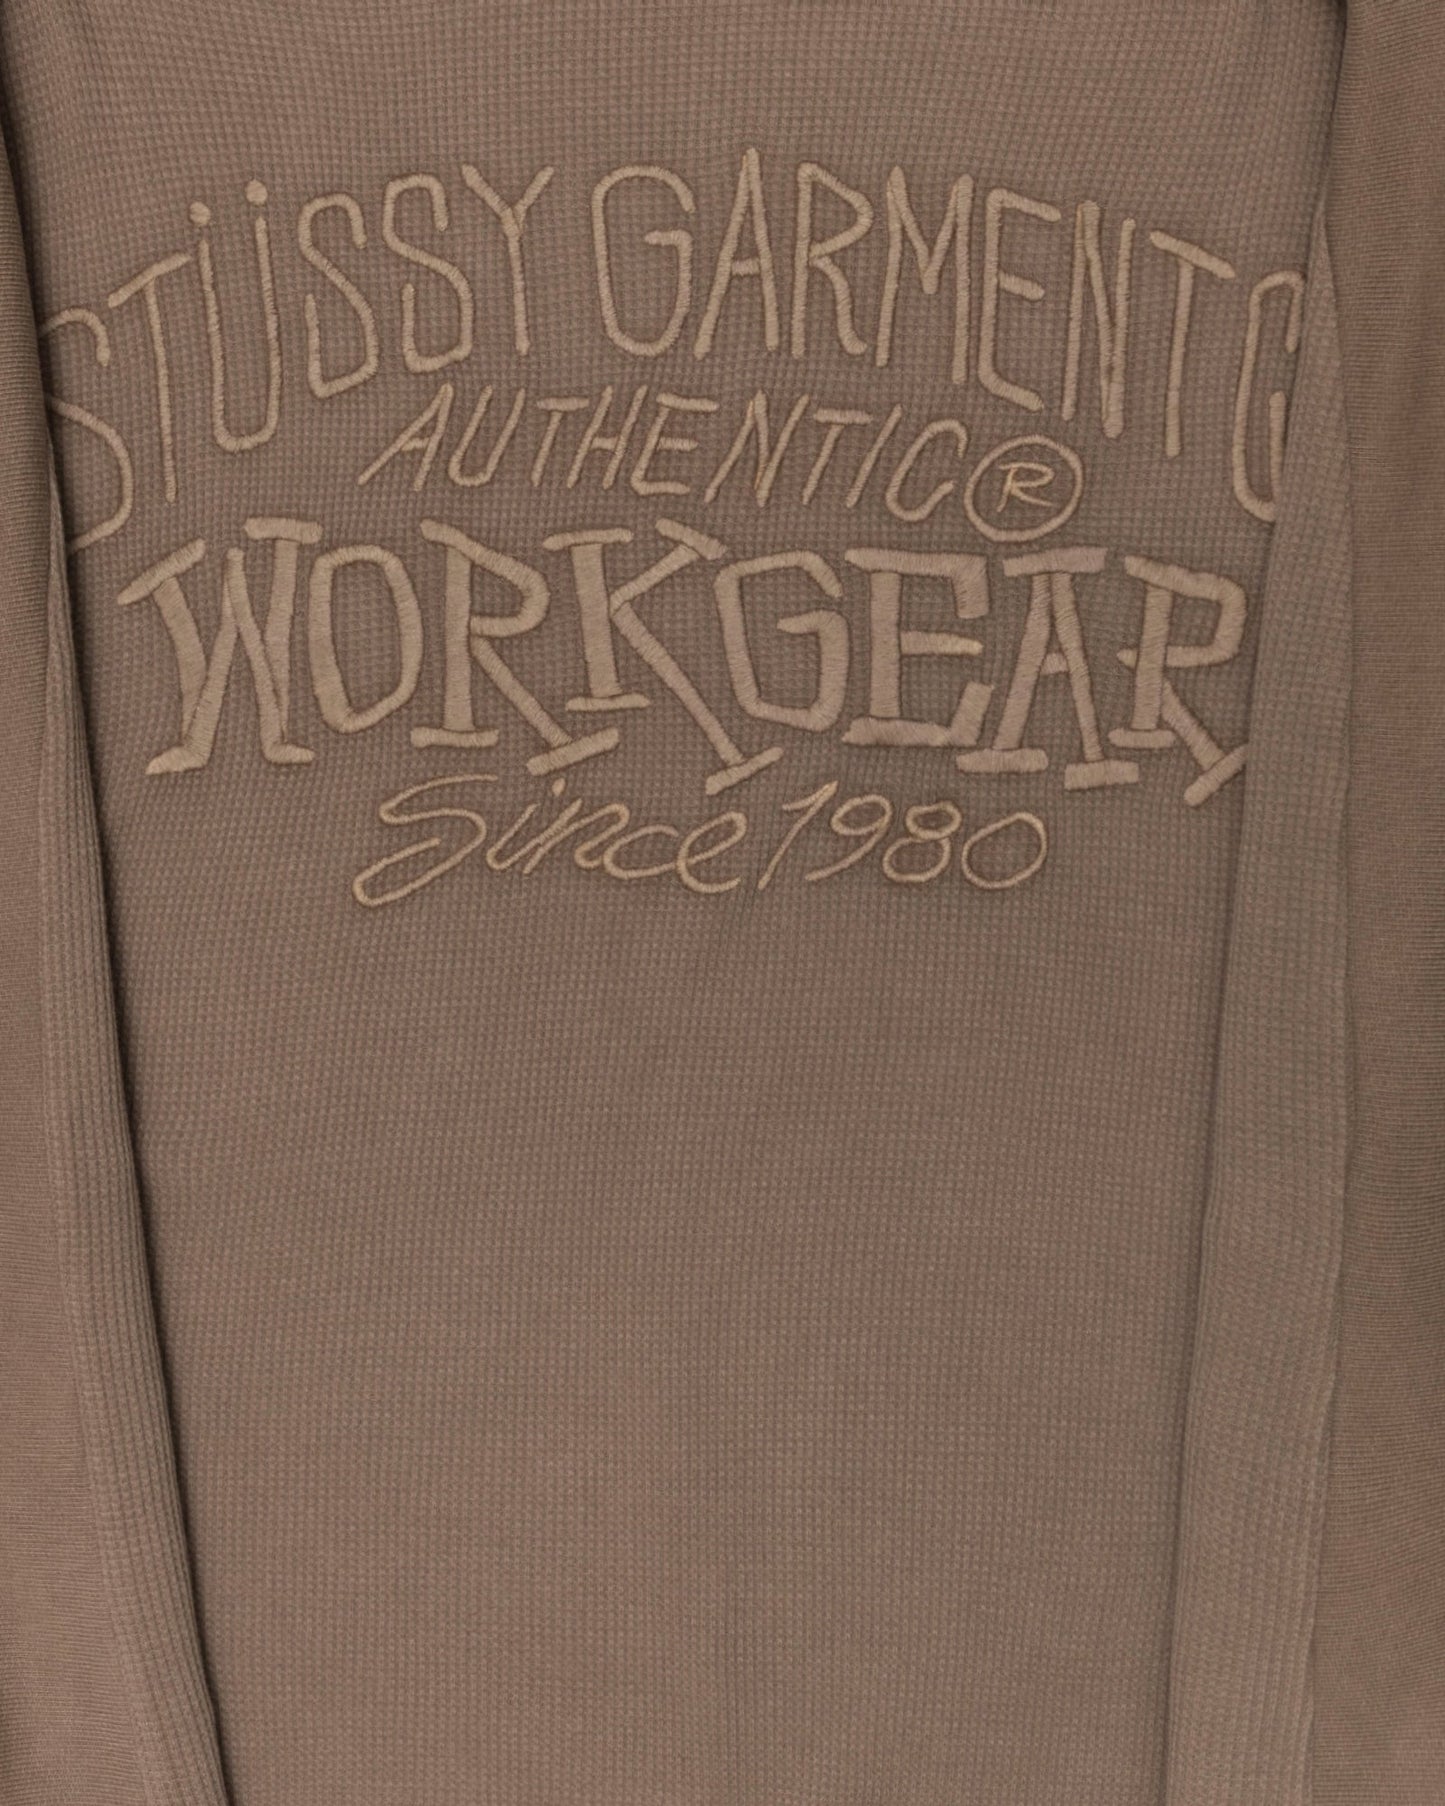 STÜSSY GARMENT C
AUTHENTIC®
WORKGEAR
Since 1980